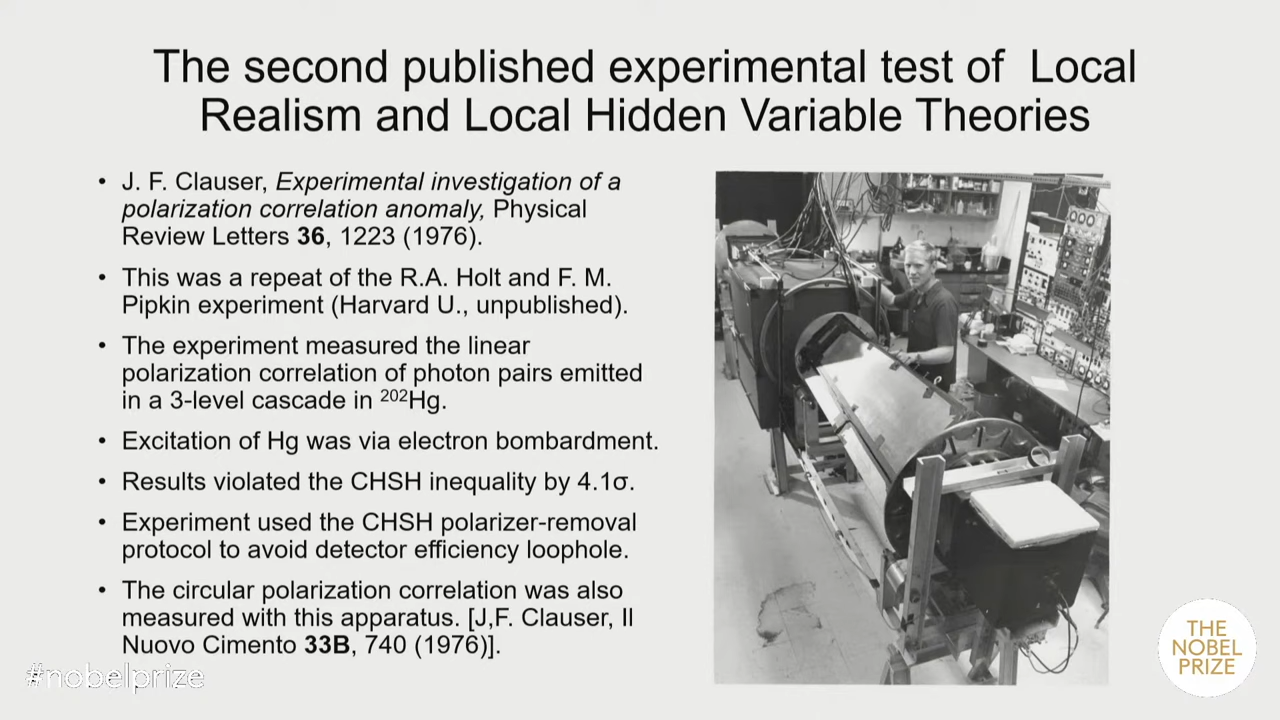 The second published experimental test of  Local
Realism and Local Hidden Variable Theories
• J. F. Clauser, Experimental investigation of a
polarization correlation anomaly, Physical
Review Letters 36, 1223 (1976).
• This was a repeat of the R.A. Holt and F. M.
Pipkin experiment (Harvard U., unpublished).
• The experiment measured the linear
polarization correlation of photon pairs emitted
in a 3-level cascade in ²⁰²Hg.
• Excitation of Hg was via electron bombardment.
• Results violated the CHSH inequality by 4.1σ.
• Experiment used the CHSH polarizer-removal
protocol to avoid detector efficiency loophole.
• The circular polarization correlation was also
measured with this apparatus. [J,F. Clauser, Il
Nuovo Cimento 33B, 740 (1976)].
#nobelprize
THE
NOBEL
PRIZE